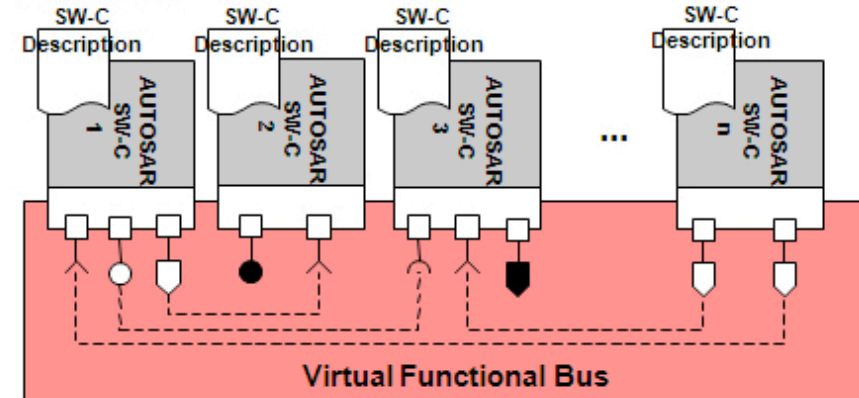 SW-C
Description
AUTOSAR
SW-C
1
SW-C
Description
AUTOSAR
SW-C
2
SW-C
Description
AUTOSAR
SW-C
3
...
SW-C
Description
AUTOSAR
SW-C
n
Virtual Functional Bus